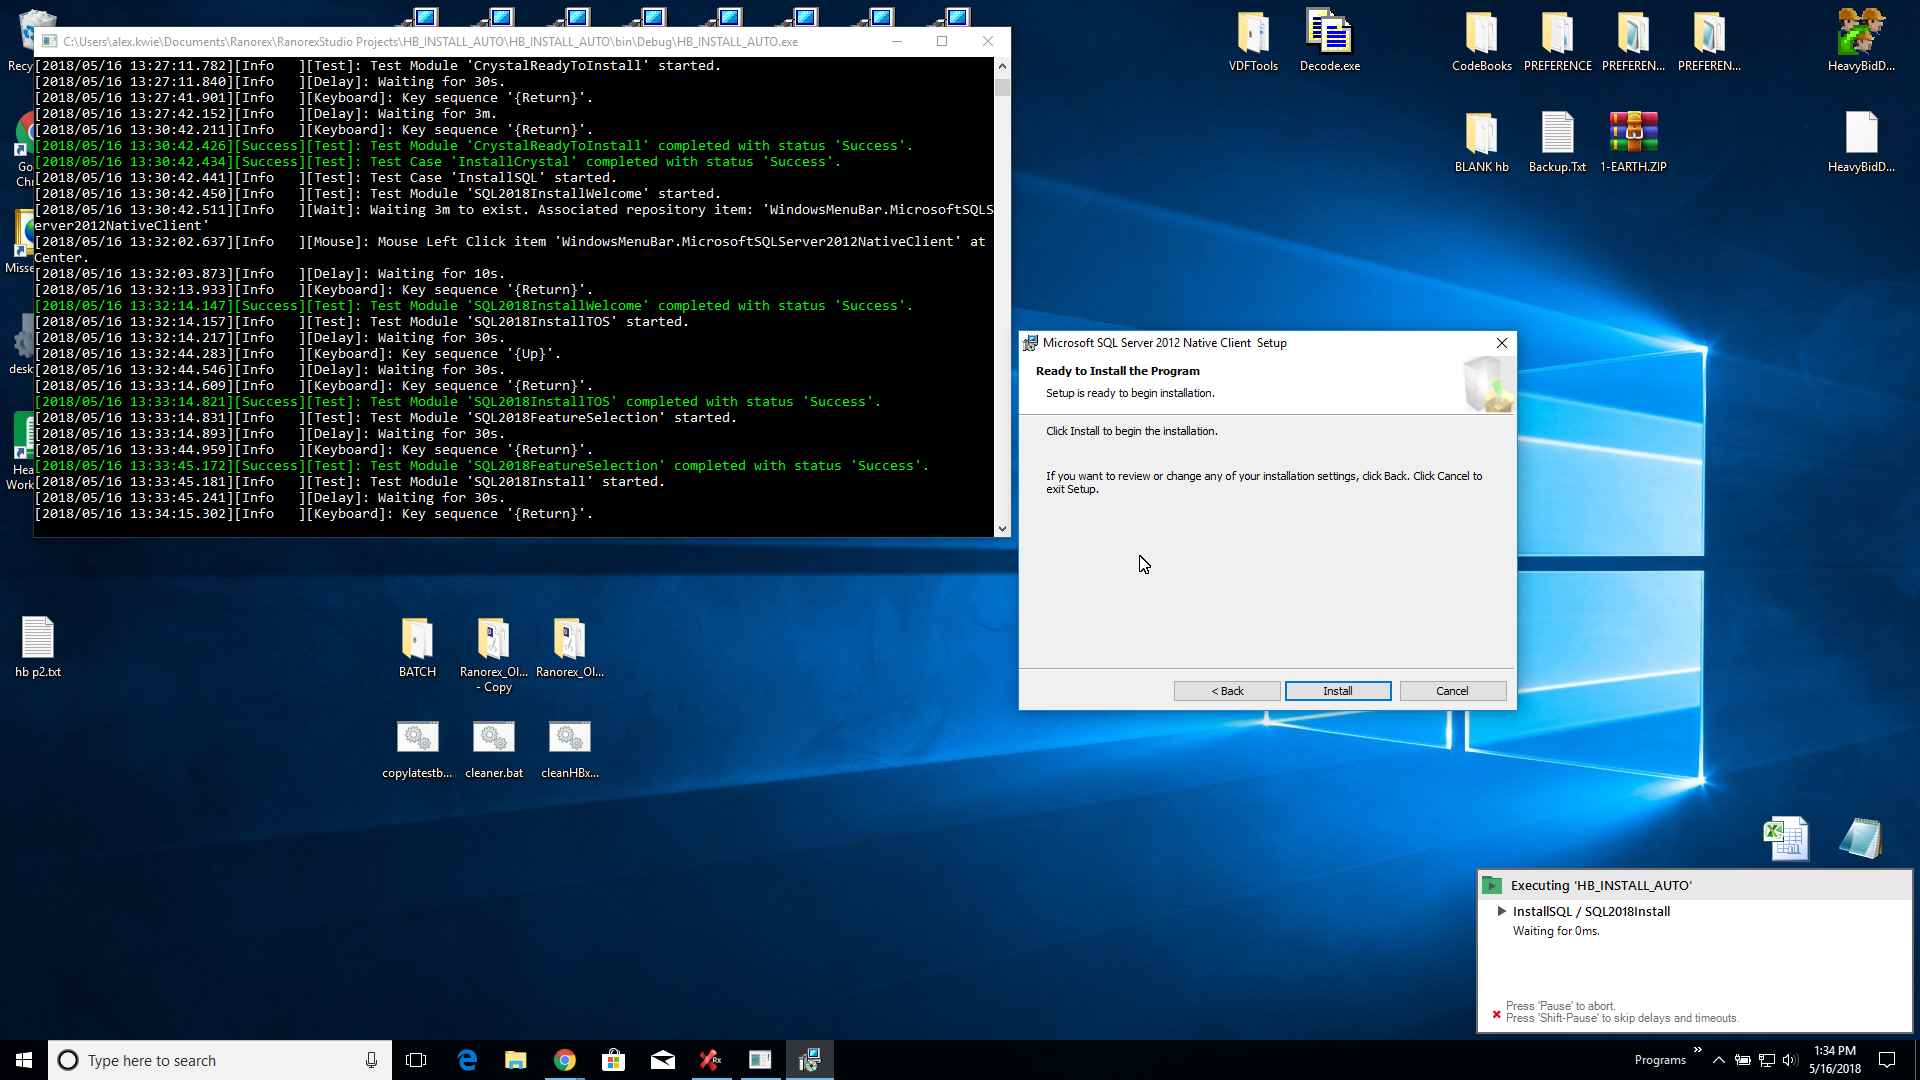 C:\Users\alex.kwie\Documents\Ranorex\RanorexStudio Projects\HB_INSTALL_AUTO\HB_INSTALL_AUTO\bin\Debug\HB_INSTALL_AUTO.exe
[2018/05/16 13:27:11.782][Info   ][Test]: Test Module 'CrystalReadyToInstall' started.
[2018/05/16 13:27:11.840][Info   ][Delay]: Waiting for 30s.
[2018/05/16 13:27:41.901][Info   ][Keyboard]: Key sequence '{Return}'.
[2018/05/16 13:27:42.152][Info   ][Delay]: Waiting for 3m.
[2018/05/16 13:30:42.211][Info   ][Keyboard]: Key sequence '{Return}'.
[2018/05/16 13:30:42.426][Success][Test]: Test Module 'CrystalReadyToInstall' completed with status 'Success'.
[2018/05/16 13:30:42.434][Success][Test]: Test Case 'InstallCrystal' completed with status 'Success'.
[2018/05/16 13:30:42.441][Info   ][Test]: Test Case 'InstallSQL' started.
[2018/05/16 13:30:42.450][Info   ][Test]: Test Module 'SQL2018InstallWelcome' started.
[2018/05/16 13:30:42.511][Info   ][Wait]: Waiting 3m to exist. Associated repository item: 'WindowsMenuBar.MicrosoftSQLS
erver2012NativeClient'
[2018/05/16 13:32:02.637][Info   ][Mouse]: Mouse Left Click item 'WindowsMenuBar.MicrosoftSQLServer2012NativeClient' at
Center.
[2018/05/16 13:32:03.873][Info   ][Delay]: Waiting for 10s.
[2018/05/16 13:32:13.933][Info   ][Keyboard]: Key sequence '{Return}'.
[2018/05/16 13:32:14.147][Success][Test]: Test Module 'SQL2018InstallWelcome' completed with status 'Success'.
[2018/05/16 13:32:14.157][Info   ][Test]: Test Module 'SQL2018InstallTOS' started.
[2018/05/16 13:32:14.217][Info   ][Delay]: Waiting for 30s.
[2018/05/16 13:32:44.283][Info   ][Keyboard]: Key sequence '{Up}'.
[2018/05/16 13:32:44.546][Info   ][Delay]: Waiting for 30s.
[2018/05/16 13:33:14.609][Info   ][Keyboard]: Key sequence '{Return}'.
[2018/05/16 13:33:14.821][Success][Test]: Test Module 'SQL2018InstallTOS' completed with status 'Success'.
[2018/05/16 13:33:14.831][Info   ][Test]: Test Module 'SQL2018FeatureSelection' started.
[2018/05/16 13:33:14.893][Info   ][Delay]: Waiting for 30s.
[2018/05/16 13:33:44.959][Info   ][Keyboard]: Key sequence '{Return}'.
[2018/05/16 13:33:45.172][Success][Test]: Test Module 'SQL2018FeatureSelection' completed with status 'Success'.
[2018/05/16 13:33:45.181][Info   ][Test]: Test Module 'SQL2018Install' started.
[2018/05/16 13:33:45.241][Info   ][Delay]: Waiting for 30s.
[2018/05/16 13:34:15.302][Info   ][Keyboard]: Key sequence '{Return}'.
Recy
Go
Chr
Misse
desk
Hea
Work
VDFTools
Decode.exe
CodeBooks
PREFERENCE
PREFEREN...
PREFEREN...
HeavyBidD...
BLANK hb
Backup.Txt
1-EARTH.ZIP
HeavyBidD...
Microsoft SQL Server 2012 Native Client  Setup
Ready to Install the Program
Setup is ready to begin installation.
Click Install to begin the installation.
If you want to review or change any of your installation settings, click Back. Click Cancel to
exit Setup.
< Back
Install
Cancel
hb p2.txt
BATCH
Ranorex_Ol...
- Copy
Ranorex_Ol...
copylatestb...
cleaner.bat
cleanHBx...
Executing 'HB_INSTALL_AUTO'
InstallSQL / SQL2018Install
Waiting for 0ms.
Press 'Pause' to abort.
Press 'Shift-Pause' to skip delays and timeouts.
Type here to search
Rx
Programs
1:34 PM
5/16/2018